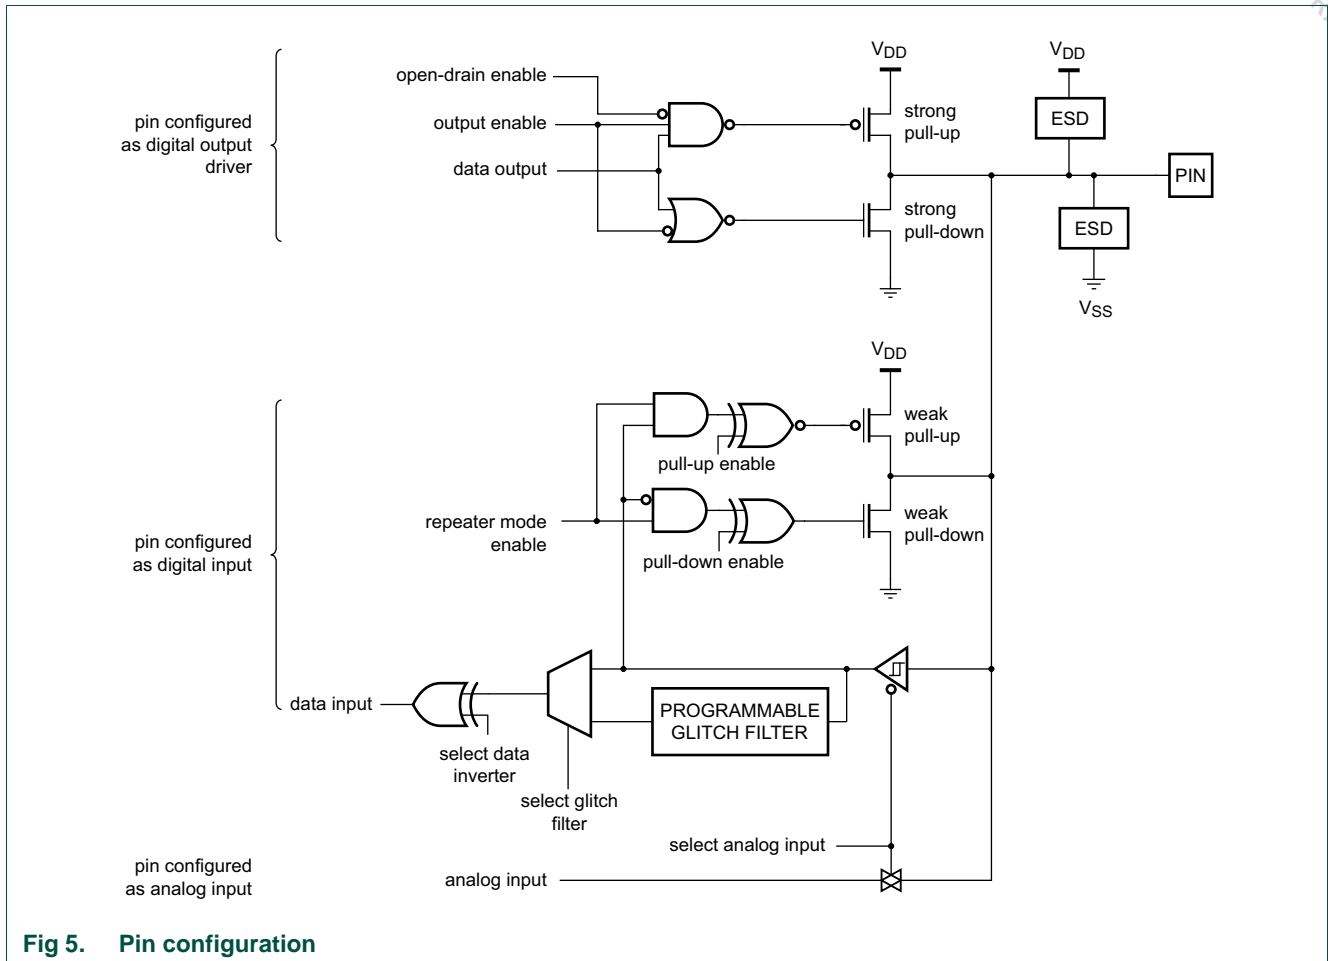 VDD
VDD
open-drain enable
output enable
data output
pin configured
as digital output
driver
strong
pull-up
strong
pull-down
ESD
PIN
ESD
VSS
VDD
weak
pull-up
pull-up enable
repeater mode
enable
weak
pull-down
pull-down enable
pin configured
as digital input
data input
select data
inverter
PROGRAMMABLE
GLITCH FILTER
select glitch
filter
select analog input
pin configured
as analog input
analog input
Fig 5. Pin configuration